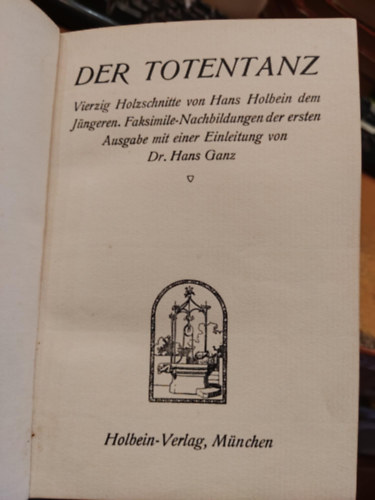 DER TOTENTANZ
Vierzig Holzschnitte von Hans Holbein dem
Jüngeren. Faksimile-Nachbildungen der ersten
Ausgabe mit einer Einleitung von
Dr. Hans Ganz
Holbein-Verlag, München